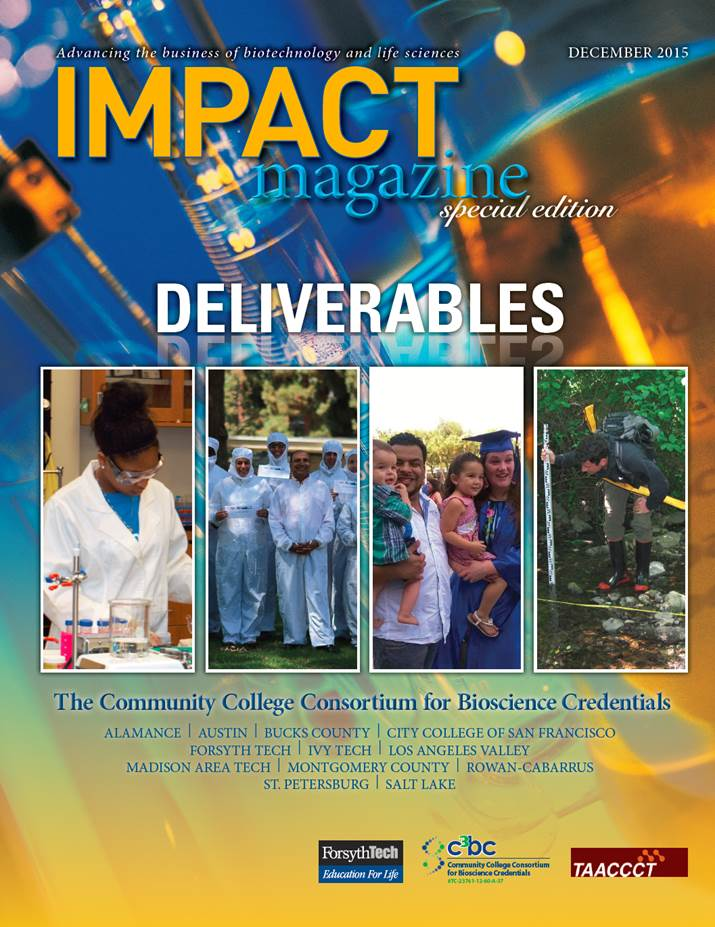 Advancing the business of biotechnology and life sciences
DECEMBER 2015
IMPACT
magazine
special edition
DELIVERABLES
The Community College Consortium for Bioscience Credentials
ALAMANCE | AUSTIN | BUCKS COUNTY | CITY COLLEGE OF SAN FRANCISCO
FORSYTH TECH | IVY TECH | LOS ANGELES VALLEY
MADISON AREA TECH | MONTGOMERY COUNTY | ROWAN-CABARRUS
ST. PETERSBURG | SALT LAKE
ForsythTech
Education For Life
c3bc
Community College Consortium
for Bioscience Credentials
TAACCCT